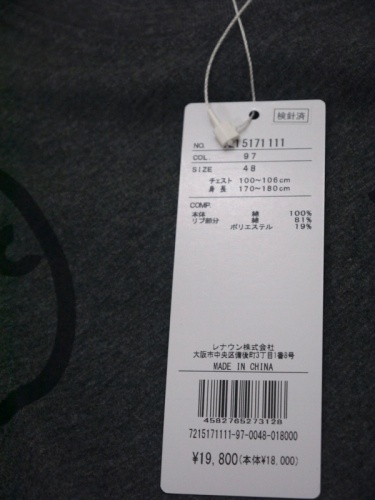 検針済
NO. 7215171111
COL. 97
SIZE 48
チェスト 100～106cm
身長 170～180cm
COMP.
本体 綿 100%
リブ部分 綿 81%
ポリエステル 19%
レナウン株式会社
大阪市中央区備後町3丁目1番6号
MADE IN CHINA
4582765273128
7215171111-97-0048-018000
¥19,800(本体¥18,000)